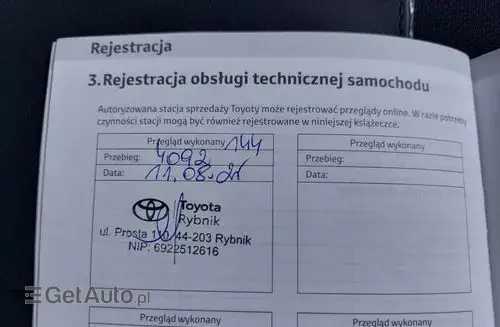 Rejestracja
3. Rejestracja obsługi technicznej samochodu
Autoryzowana stacja sprzedaży Toyoty może rejestrować przeglądy online. W razie potrzeby
czynności stacji mogą być również rejestrowane w niniejszej książeczce.
Przegląd wykonany 144
Przebieg: 4092
Data: 11.08.21
Toyota
Rybnik
ul. Prosta 110, 44-203 Rybnik
NIP: 6922512616
Przegląd wykonany
Przebieg:
Data:
Przegląd wykonany
Przegląd wykonany
GetAuto.pl